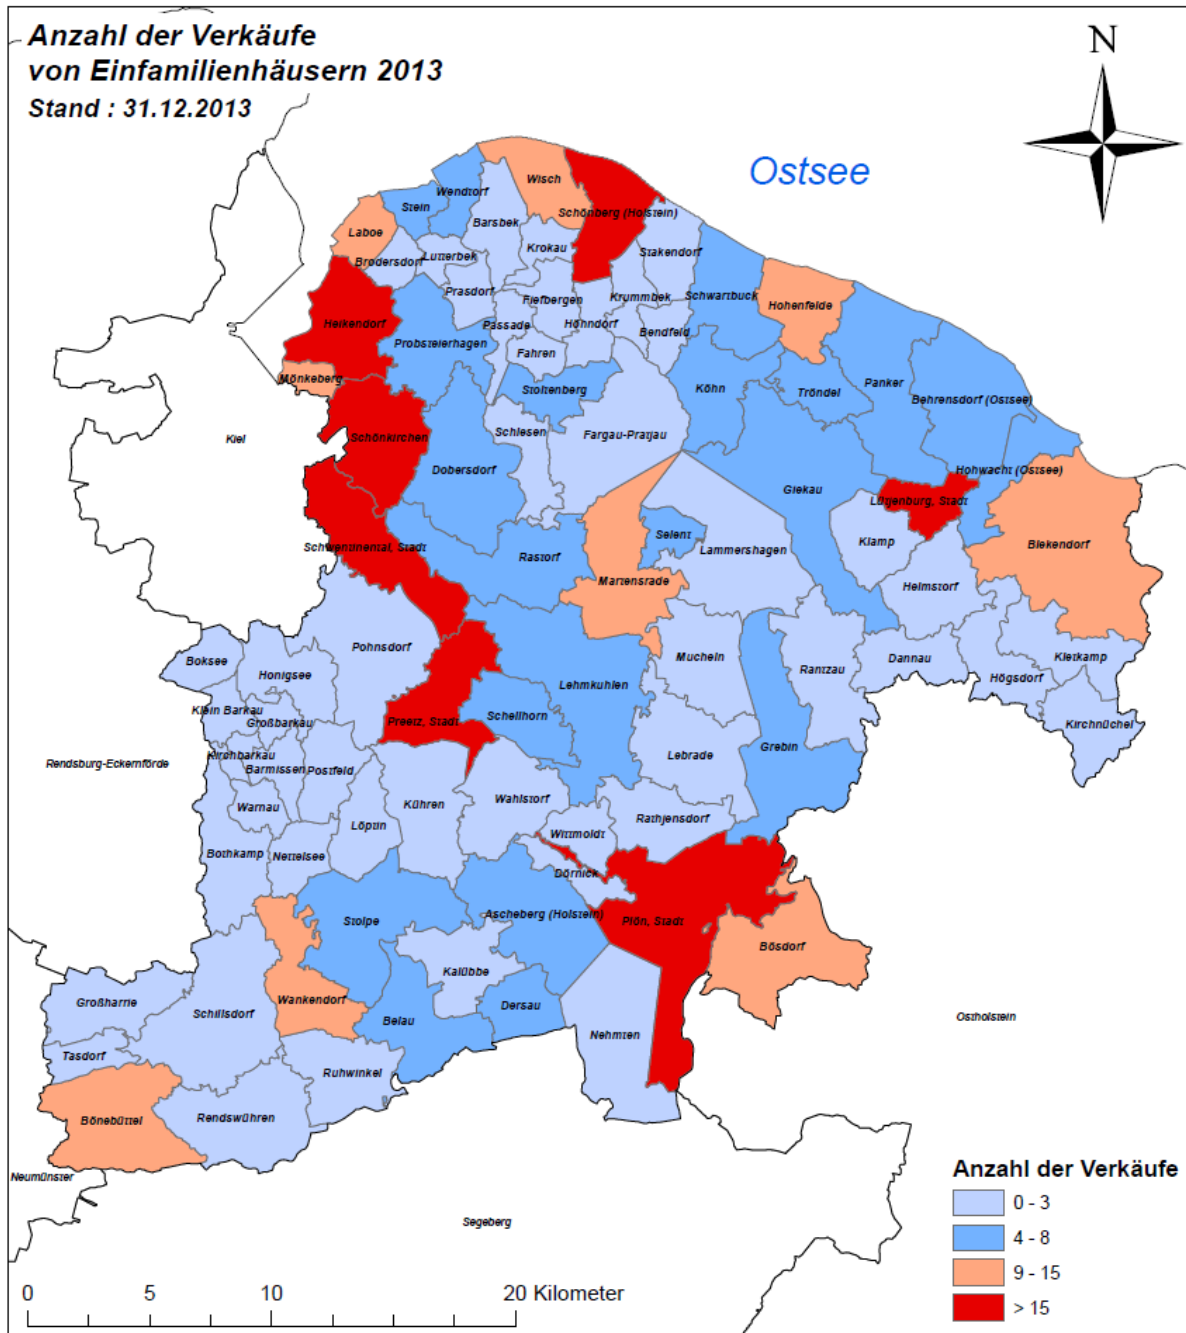 Anzahl der Verkäufe
von Einfamilienhäusern 2013
Stand : 31.12.2013
N
Ostsee
Wisch
Wendtorf
Stein
Schönberg (Holstein)
Barsbek
Laboe
Krokau
Stakendorf
Lutterbek
Brodersdorf
Prasdorf
Krummbek
Schwartbuck
Fiefbergen
Hohenfelde
Heikendorf
Passade
Höhndorf
Bendfeld
Probsteierhagen
Fahren
Mönkeberg
Stoltenberg
Köhn
Tröndel
Panker
Behrensdorf (Ostsee)
Kiel
Schönkirchen
Schlesen
Fargau-Pratjau
Dobersdorf
Hohwacht (Ostsee)
Giekau
Lütjenburg, Stadt
Selent
Klamp
Blekendorf
Schwentinental, Stadt
Rastorf
Lammershagen
Martensrade
Helmstorf
Pohnsdorf
Mucheln
Rantzau
Dannau
Kletkamp
Boksee
Honigsee
Högsdorf
Lehmkuhlen
Klein Barkau
Schellhorn
Großbarkau
Preetz, Stadt
Kirchnüchel
Grebin
Kirchbarkau
Lebrade
Rendsburg-Eckernförde
Barmissen
Postfeld
Kühren
Wahlstorf
Warnau
Rathjensdorf
Löptin
Wittmoldt
Bothkamp
Nettelsee
Dörnick
Stolpe
Ascheberg (Holstein)
Plön, Stadt
Bösdorf
Kalübbe
Großharrie
Wankendorf
Dersau
Schillsdorf
Belau
Ostholstein
Nehmten
Tasdorf
Ruhwinkel
Bönebüttel
Rendswühren
Neumünster
Segeberg
Anzahl der Verkäufe
0 - 3
4 - 8
9 - 15
> 15
0 5 10 20 Kilometer